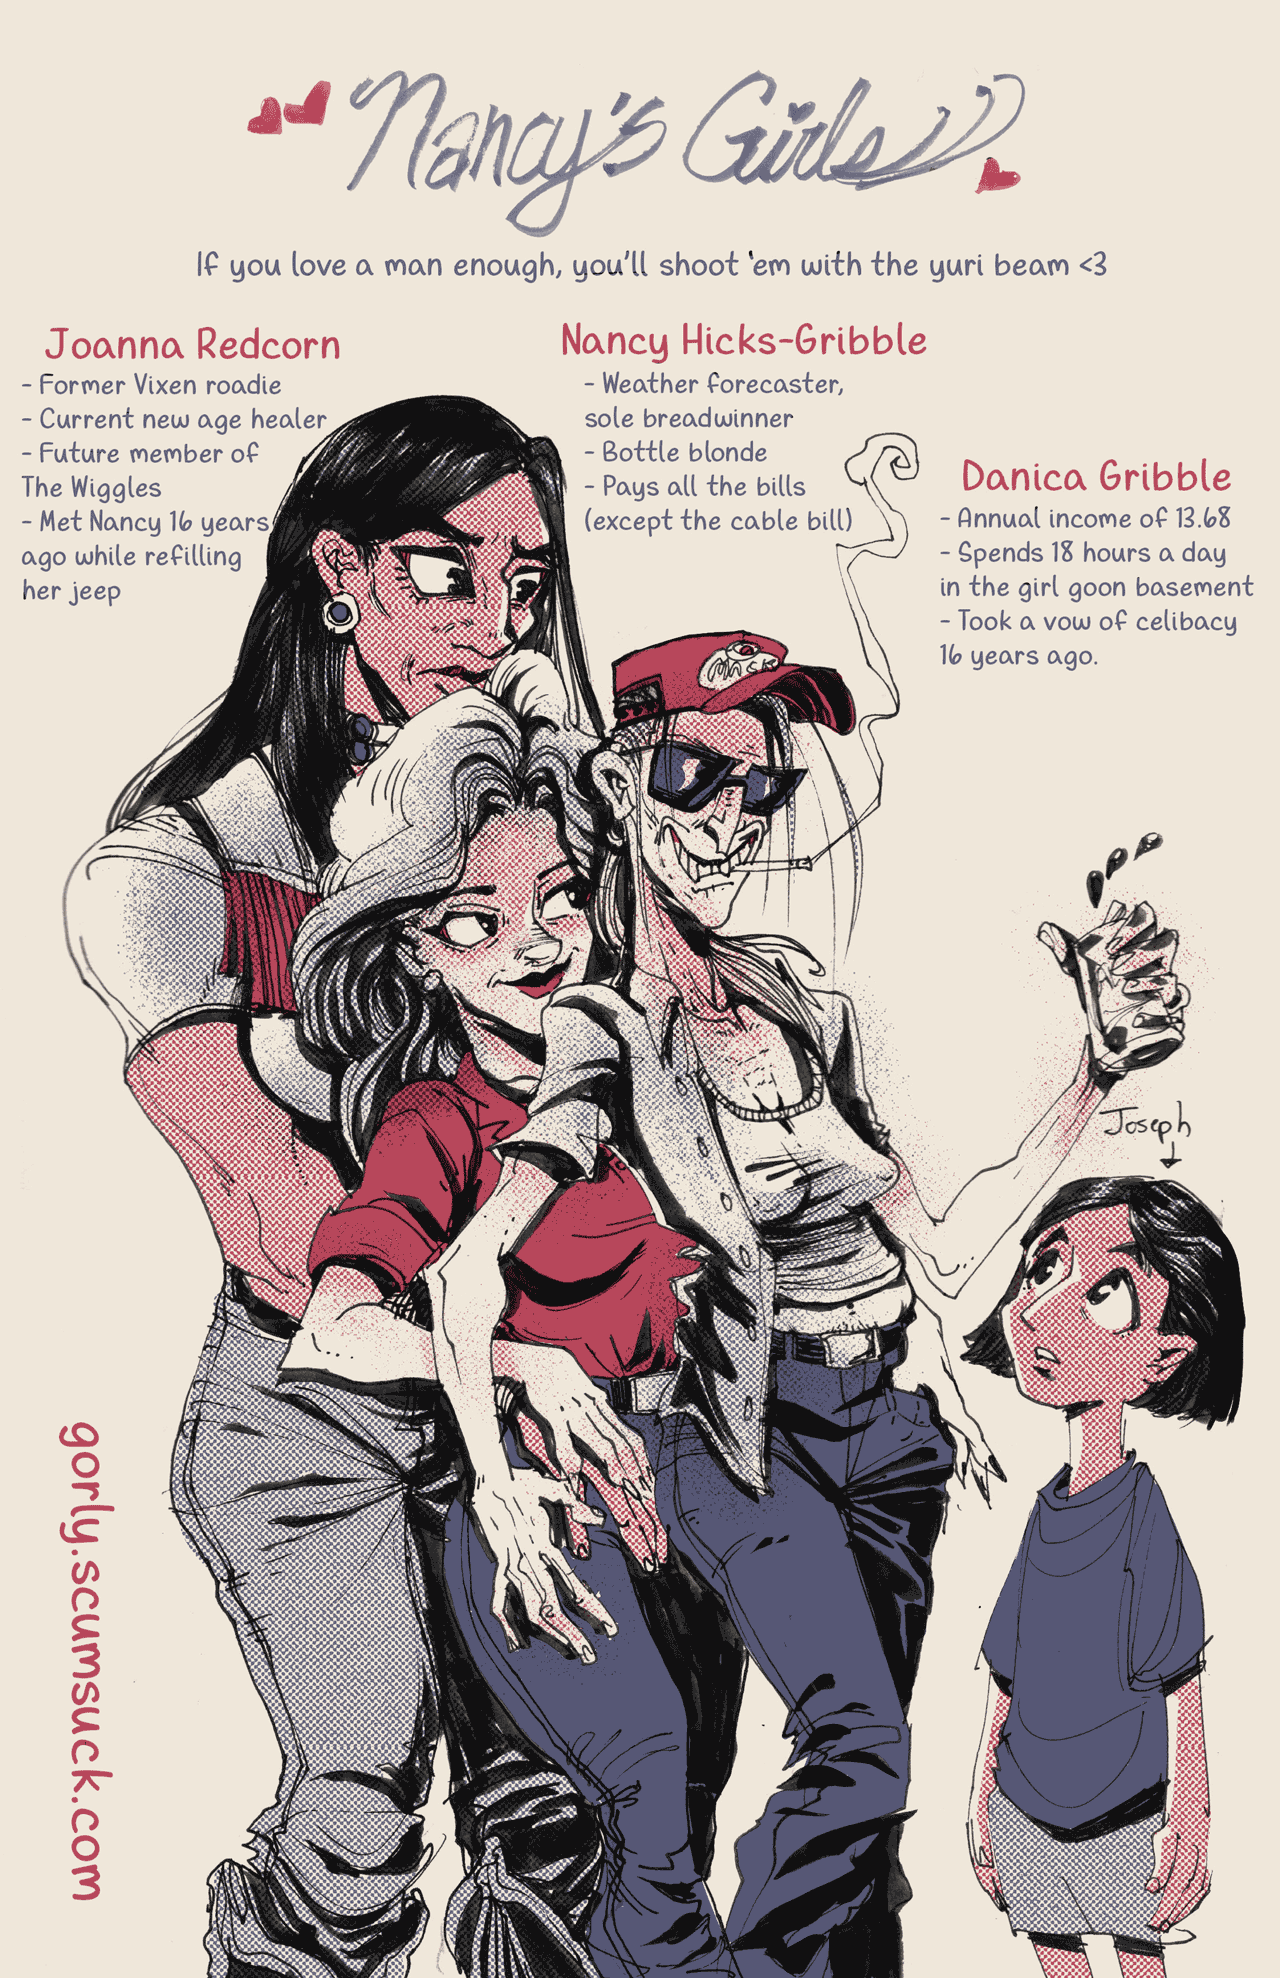 Nancy's Girls
If you love a man enough, you'll shoot 'em with the yuri beam <3
Joanna Redcorn
- Former Vixen roadie
- Current new age healer
- Future member of
The Wiggles
- Met Nancy 16 years
ago while refilling
her jeep
Nancy Hicks-Gribble
- Weather forecaster,
sole breadwinner
- Bottle blonde
- Pays all the bills
(except the cable bill)
Danica Gribble
- Annual income of 13.68
- Spends 18 hours a day
in the girl goon basement
- Took a vow of celibacy
16 years ago.
Joseph
gorly.scumsuck.com